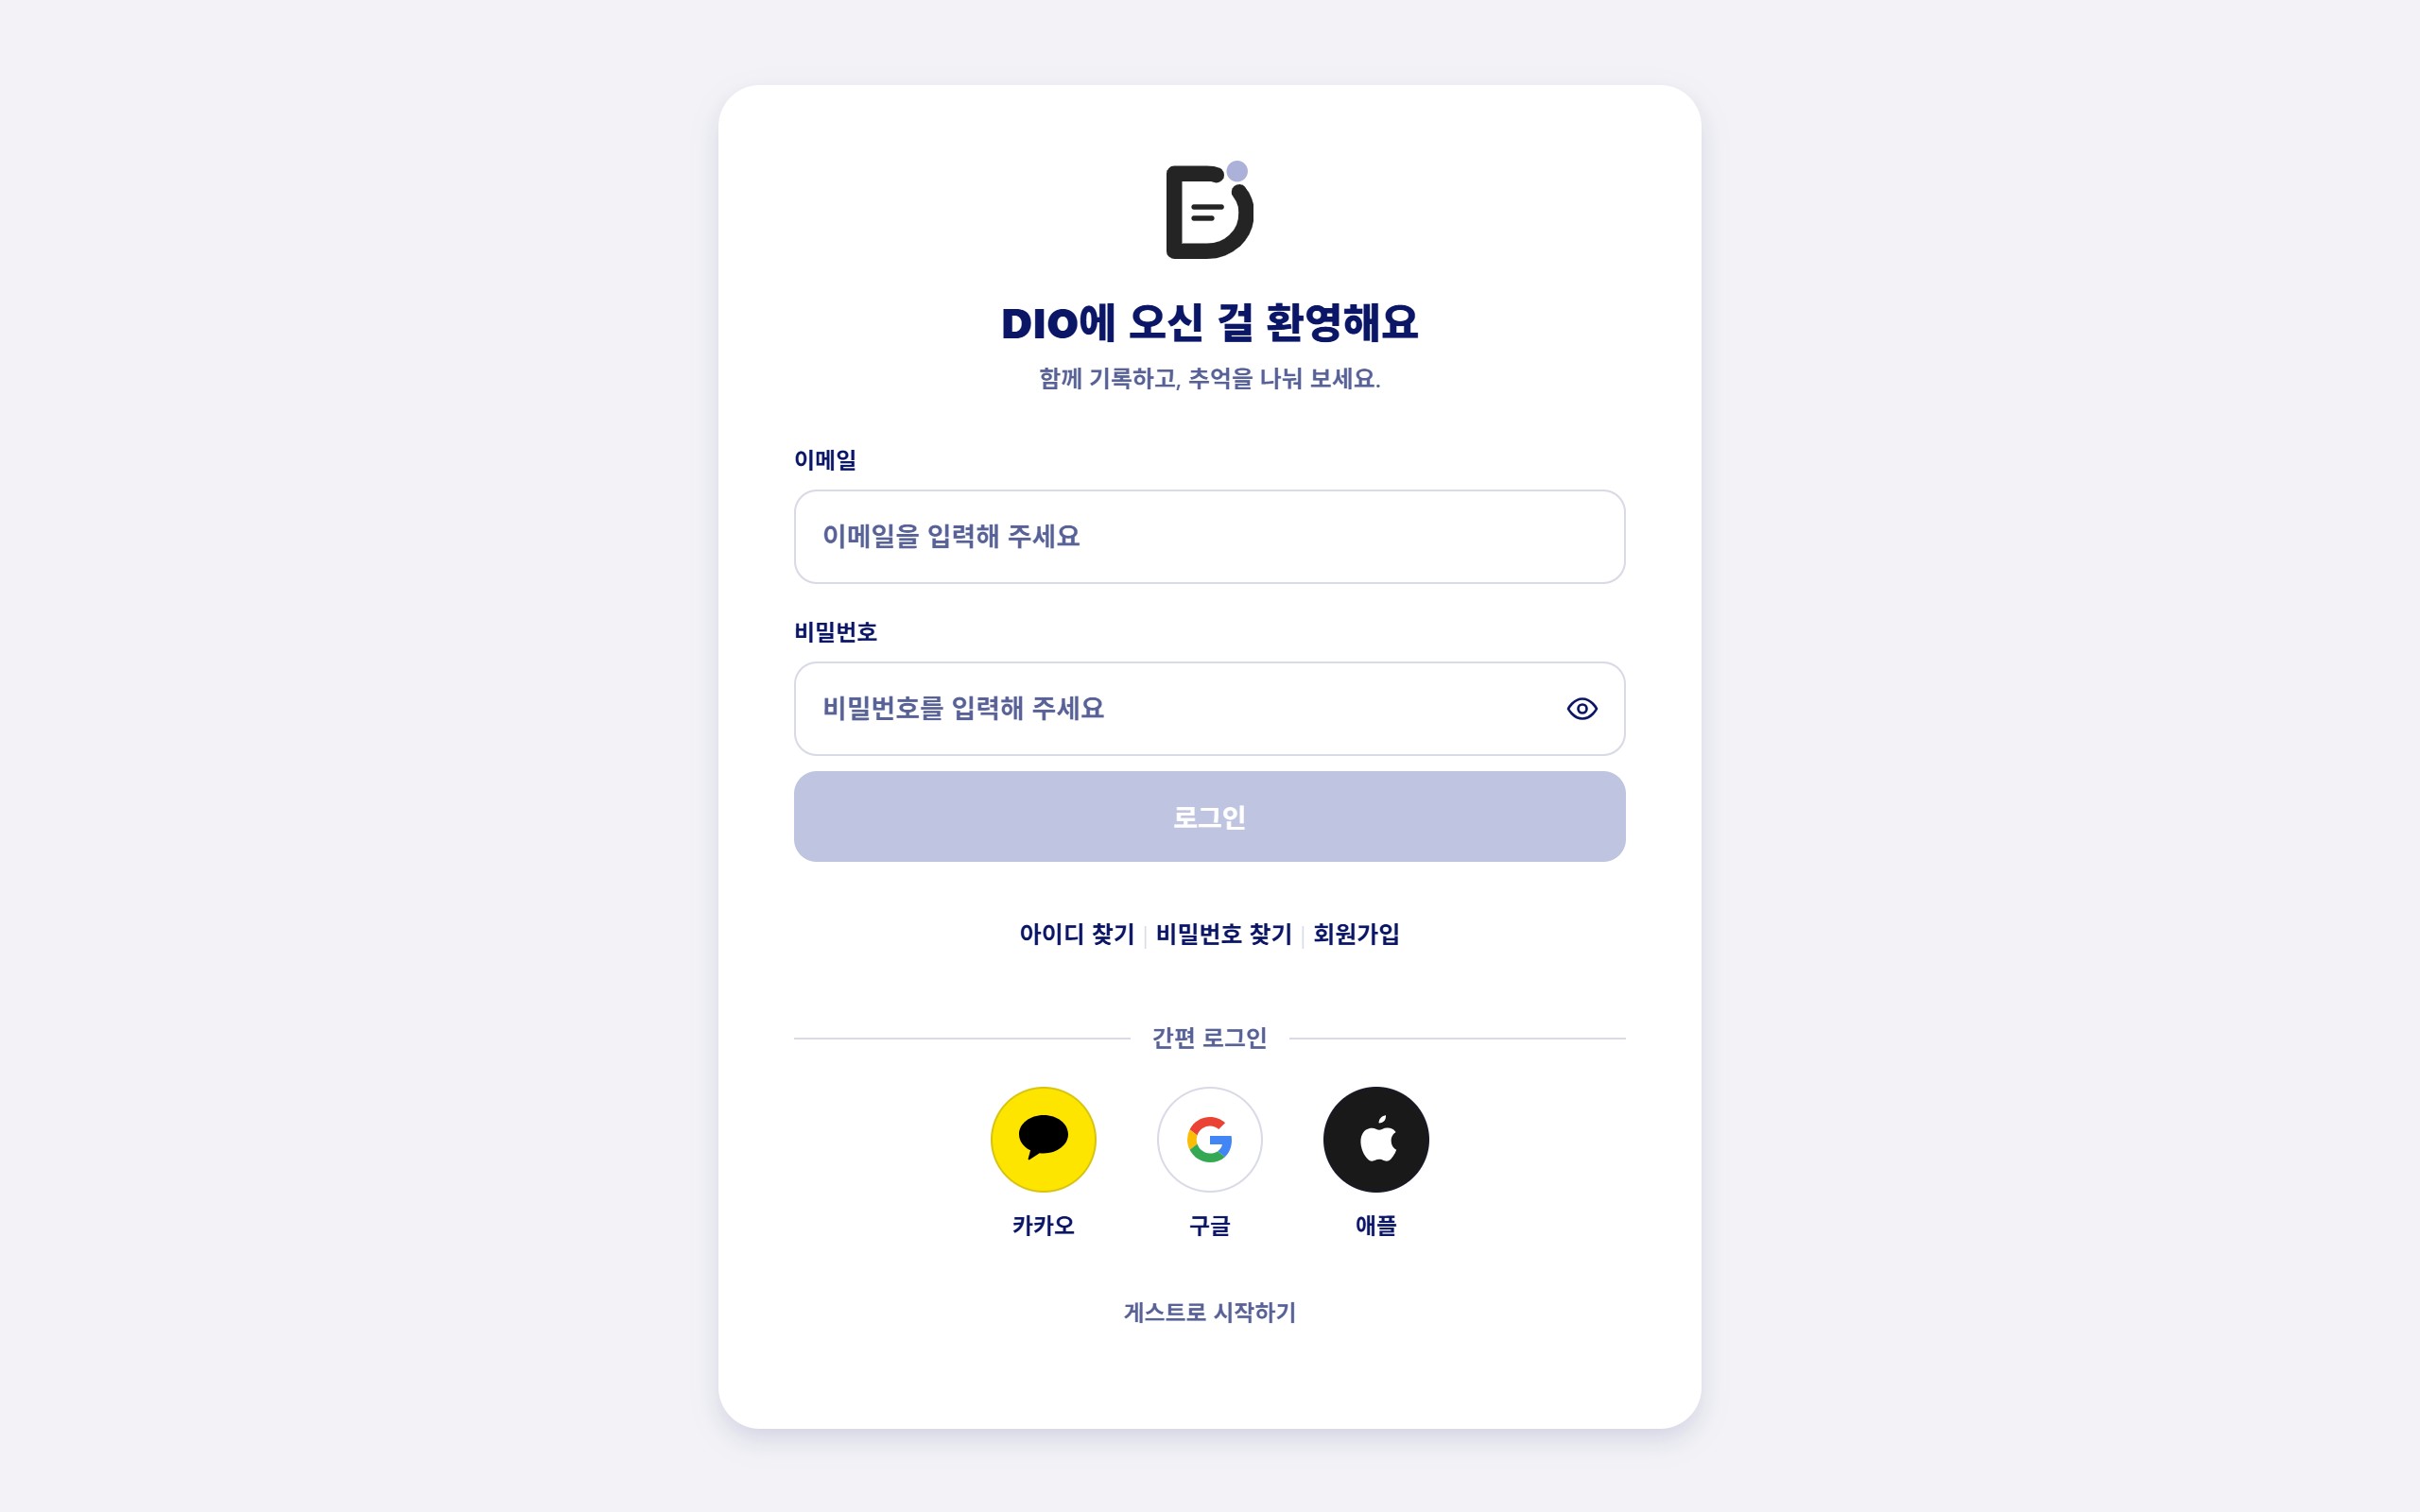 DIO에 오신 걸 환영해요
함께 기록하고, 추억을 나눠 보세요.
이메일
이메일을 입력해 주세요
비밀번호
비밀번호를 입력해 주세요
로그인
아이디 찾기 | 비밀번호 찾기 | 회원가입
간편 로그인
카카오 구글 애플
게스트로 시작하기